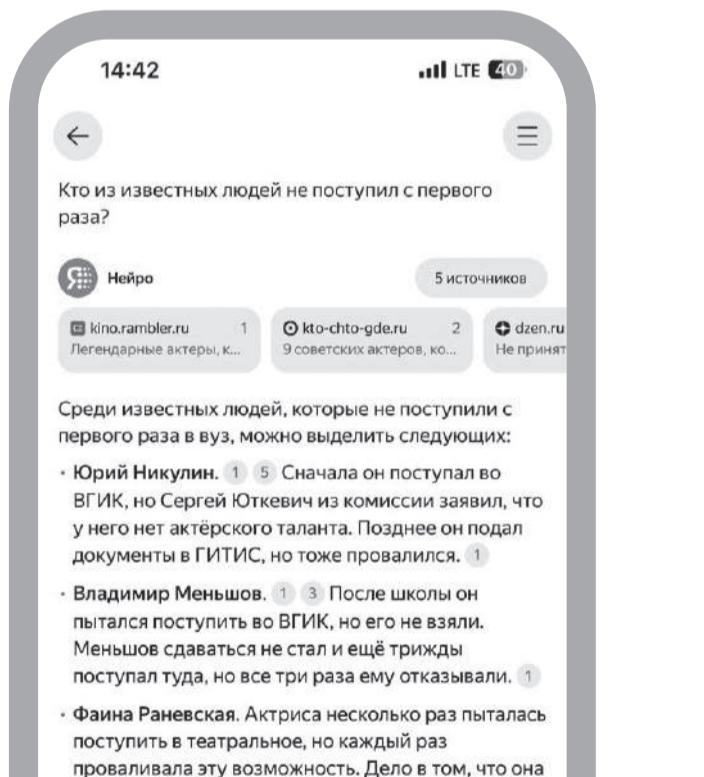 14:42
LTE 40
Кто из известных людей не поступил с первого
раза?
Нейро
5 источников
kino.rambler.ru 1
Легендарные актеры, к...
kto-chto-gde.ru 2
9 советских актеров, ко...
dzen.ru
Не принят
Среди известных людей, которые не поступили с
первого раза в вуз, можно выделить следующих:
• Юрий Никулин. 1 5 Сначала он поступал во
ВГИК, но Сергей Юткевич из комиссии заявил, что
у него нет актёрского таланта. Позднее он подал
документы в ГИТИС, но тоже провалился. 1
• Владимир Меньшов. 1 3 После школы он
пытался поступить во ВГИК, но его не взяли.
Меньшов сдаваться не стал и ещё трижды
поступал туда, но все три раза ему отказывали. 1
• Фаина Раневская. Актриса несколько раз пыталась
поступить в театральное, но каждый раз
проваливала эту возможность. Дело в том, что она